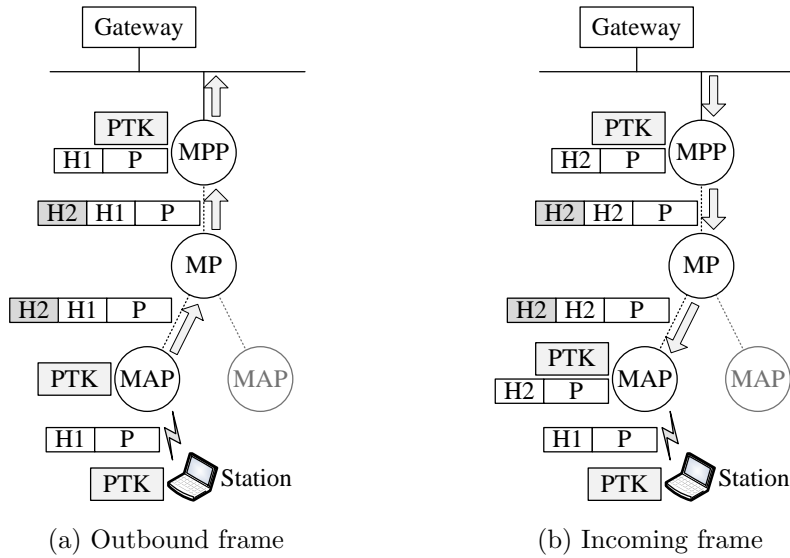 Gateway
PTK
H1 P
MPP
H2 H1 P
MP
H2 H1 P
PTK
MAP
MAP
H1 P
PTK
Station
(a) Outbound frame
Gateway
PTK
H2 P
MPP
H2 H2 P
MP
H2 H2 P
PTK
H2 P
MAP
MAP
H1 P
PTK
Station
(b) Incoming frame